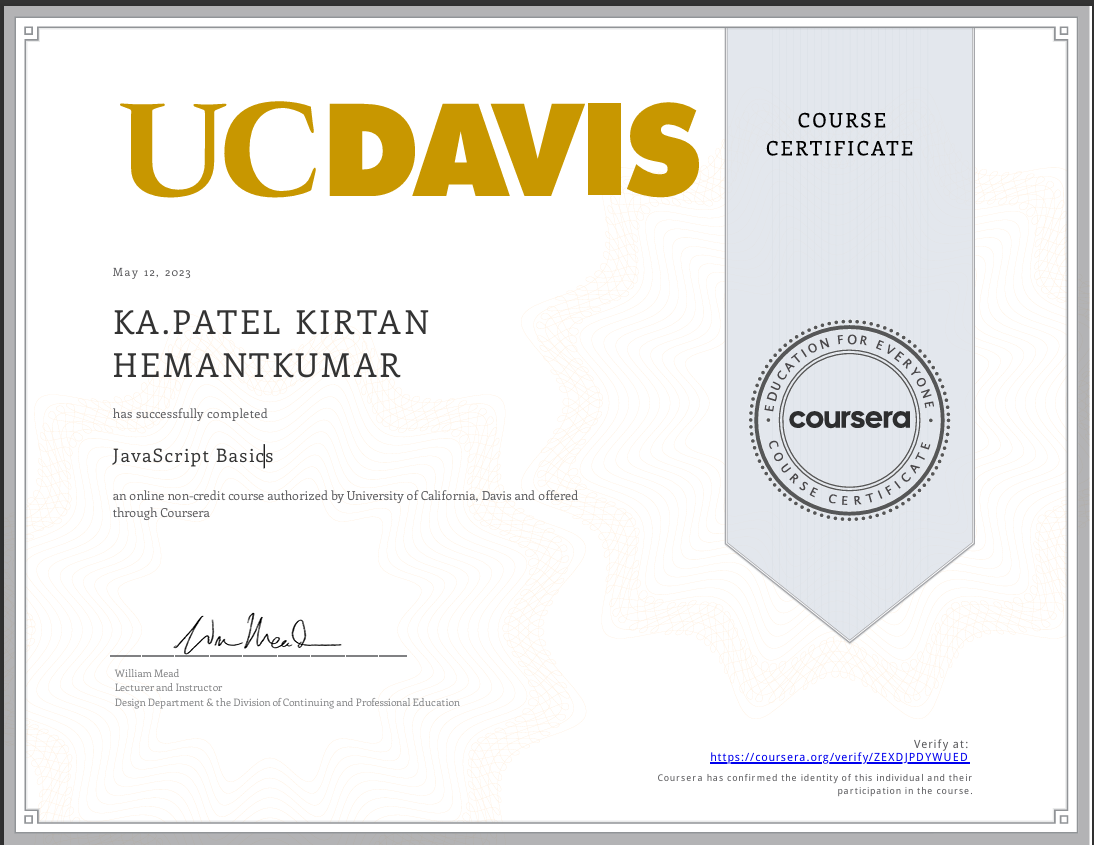 UCDAVIS
COURSE
CERTIFICATE
May 12, 2023
KA.PATEL KIRTAN
HEMANTKUMAR
has successfully completed
JavaScript Basics
an online non-credit course authorized by University of California, Davis and offered
through Coursera
EDUCATION FOR EVERYONE
coursera
COURSE CERTIFICATE
William Mead
Lecturer and Instructor
Design Department & the Division of Continuing and Professional Education
Verify at:
https://coursera.org/verify/ZEXDJPDYWUED
Coursera has confirmed the identity of this individual and their
participation in the course.